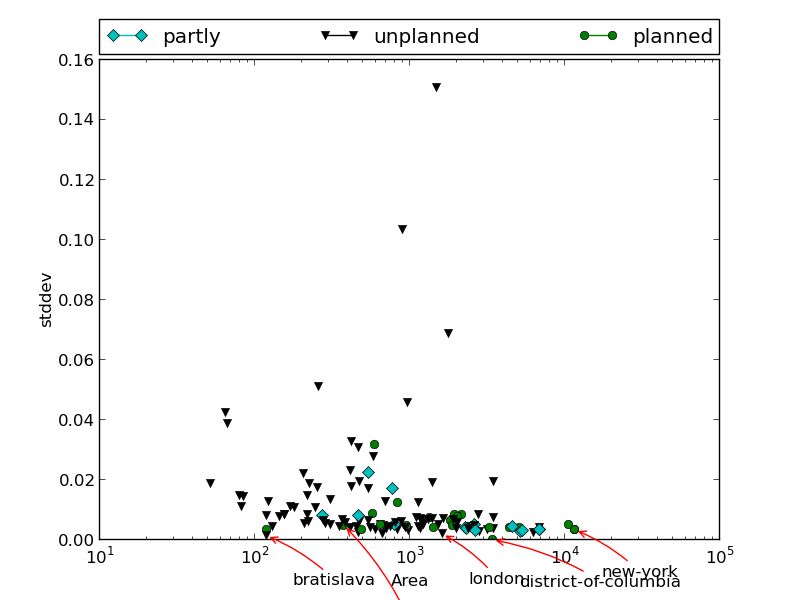 partly unplanned planned
0.16
0.14
0.12
0.10
0.08
0.06
0.04
0.02
0.00
stddev
10¹ 10² 10³ 10⁴ 10⁵
bratislava Area london district-of-columbia new-york